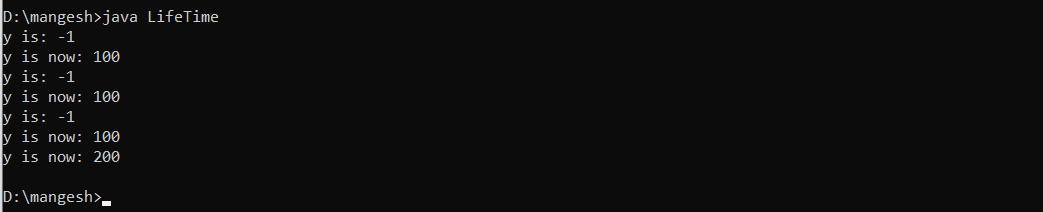 D:\mangesh>java LifeTime
y is: -1
y is now: 100
y is: -1
y is now: 100
y is: -1
y is now: 100
y is now: 200
D:\mangesh>